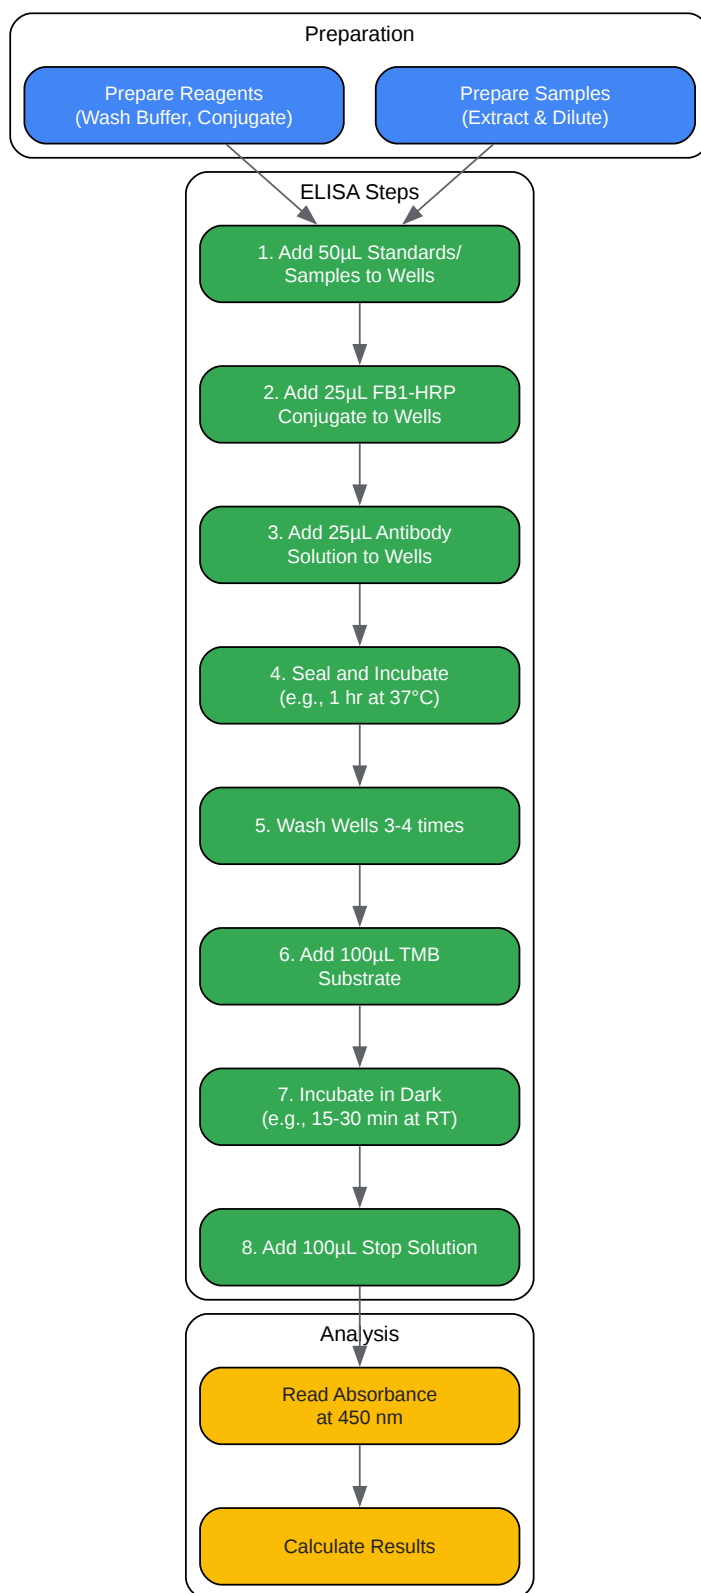 Preparation
Prepare Reagents
(Wash Buffer, Conjugate)
Prepare Samples
(Extract & Dilute)
ELISA Steps
1. Add 50µL Standards/
Samples to Wells
2. Add 25µL FB1-HRP
Conjugate to Wells
3. Add 25µL Antibody
Solution to Wells
4. Seal and Incubate
(e.g., 1 hr at 37°C)
5. Wash Wells 3-4 times
6. Add 100µL TMB
Substrate
7. Incubate in Dark
(e.g., 15-30 min at RT)
8. Add 100µL Stop Solution
Analysis
Read Absorbance
at 450 nm
Calculate Results